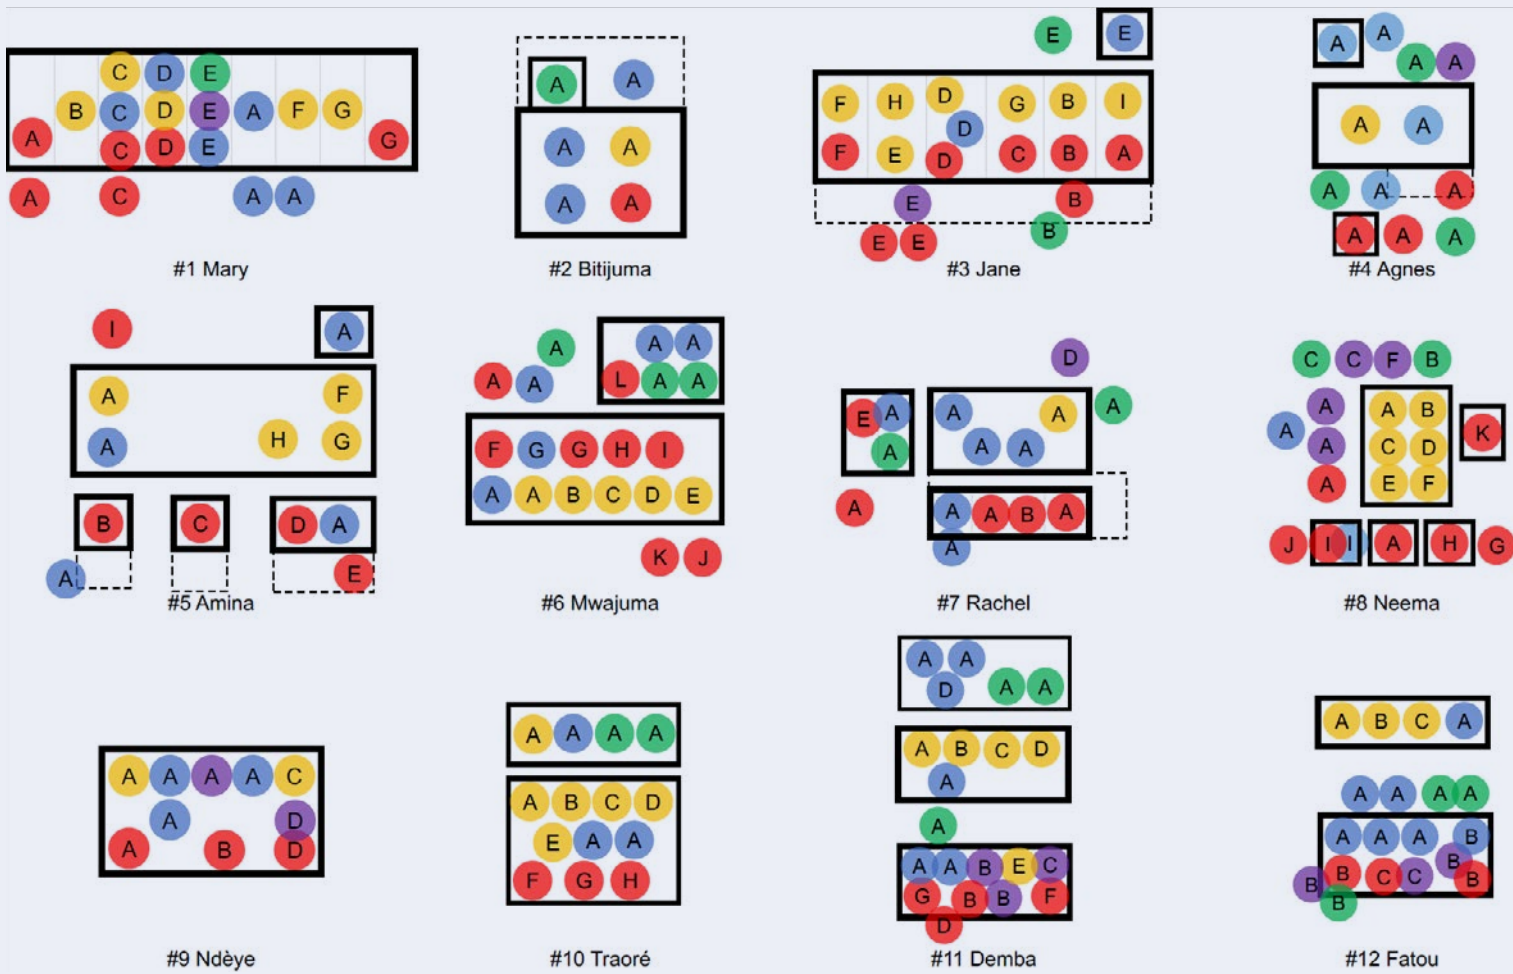 C D E
B C D E A F G
A C D E G
A C A A
#1 Mary
A A
A A
A A
#2 Bitijuma
E E
F H D G B I
D
F E D C B A
E B
E E B
#3 Jane
A A
A A
A A
A A A
A A A
#4 Agnes
I A
A F
A H G
B C D A
A E
#5 Amina
A A A
A A L A A
F G G H I
A A B C D E
K J
#6 Mwajuma
D
E A A A A
A A A
A
A A B A
A
#7 Rachel
C C F B
A A B
A A C D K
A E F
J I I A H G
#8 Neema
A A A A C
A D
A B D
#9 Ndèye
A A A A
A B C D
E A A
F G H
#10 Traoré
A A
D A A
A B C D
A
A
A A B E C
G B B F
D
#11 Demba
A B C A
A A A A
A A A B
B B C C B B
B
#12 Fatou